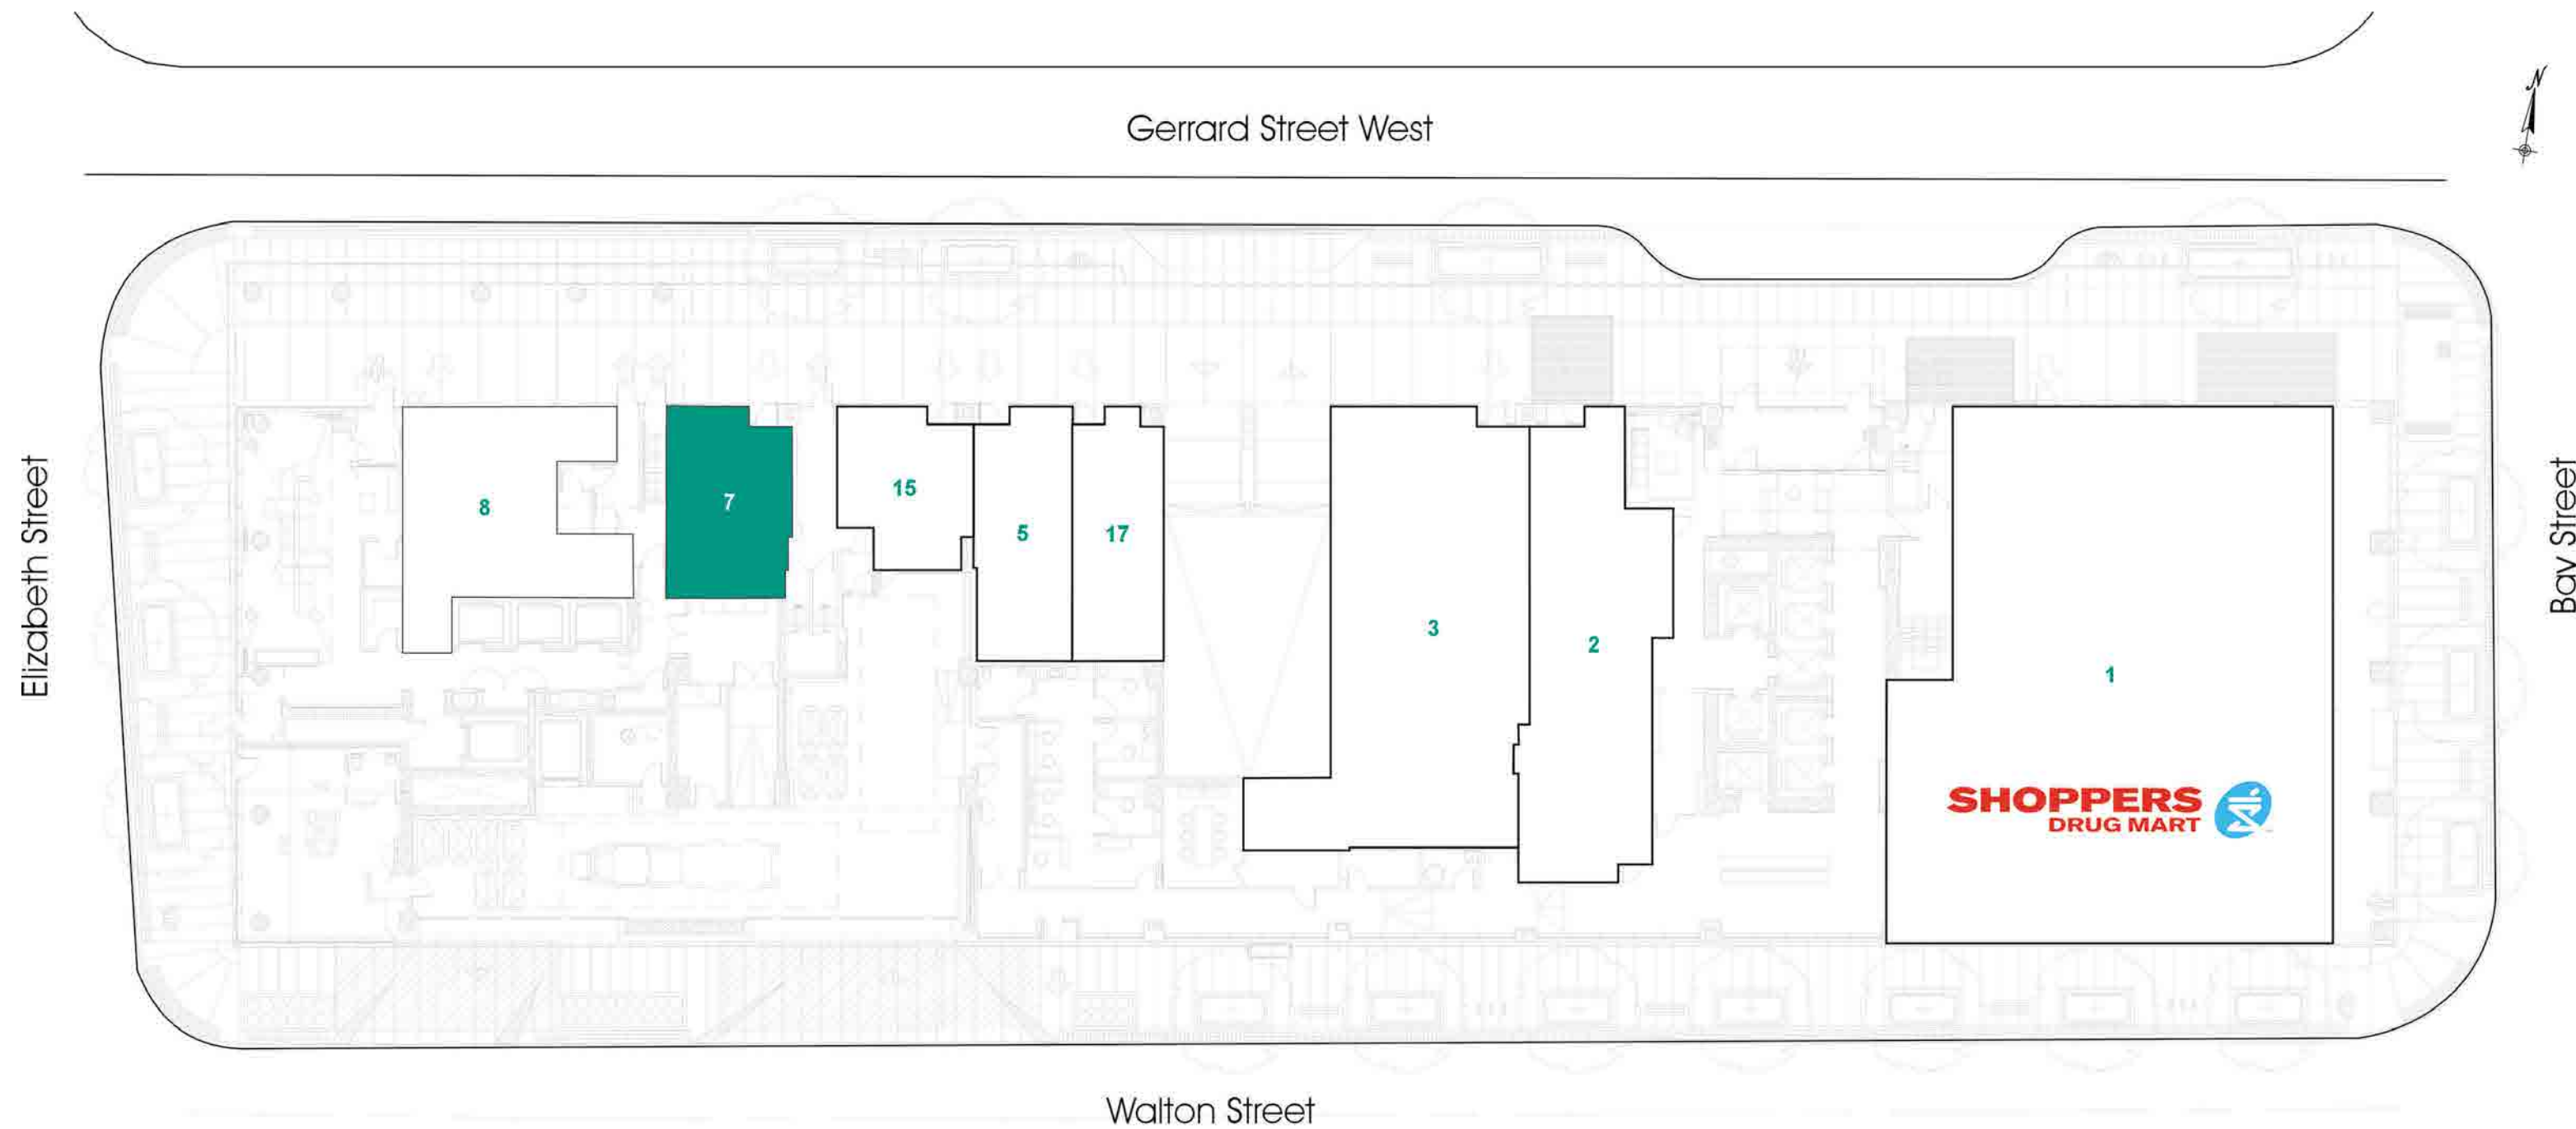 Gerrard Street West
N
Elizabeth Street
8
7
15
5
17
3
2
1
SHOPPERS
DRUG MART
Bay Street
Walton Street